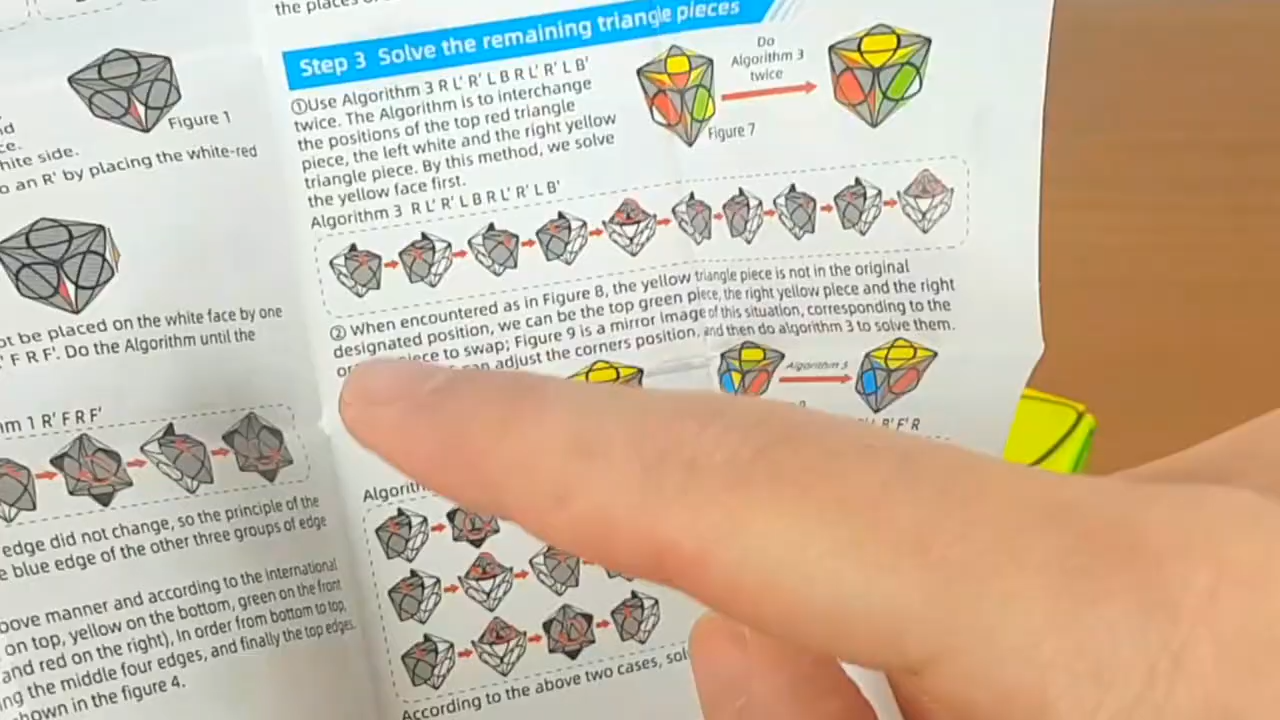 the places
Figure 1
nd
ce.
hite side.
o an R' by placing the white-red
ot be placed on the white face by one
' F R F'. Do the Algorithm until the
hm 1 R' F R F'
edge did not change, so the principle of the
e blue edge of the other three groups of edge
bove manner and according to the international
on top, yellow on the bottom, green on the front
and red on the right). In order from bottom to top,
ing the middle four edges, and finally the top edges.
shown in the figure 4.
Step 3 Solve the remaining triangle pieces
①Use Algorithm 3 R L' R' L B R L' R' L B'
twice. The Algorithm is to interchange
the positions of the top red triangle
piece, the left white and the right yellow
triangle piece. By this method, we solve
the yellow face first.
Do
Algorithm 3
twice
Figure 7
Algorithm 3 R L' R' L B R L' R' L B'
② When encountered as in Figure 8, the yellow triangle piece is not in the original
designated position, we can be the top green piece, the right yellow piece and the right
iece to swap; Figure 9 is a mirror image of this situation, corresponding to the
can adjust the corners position, and then do algorithm 3 to solve them.
Algorithm 3
R' F' R
Algorith
According to the above two cases, sol